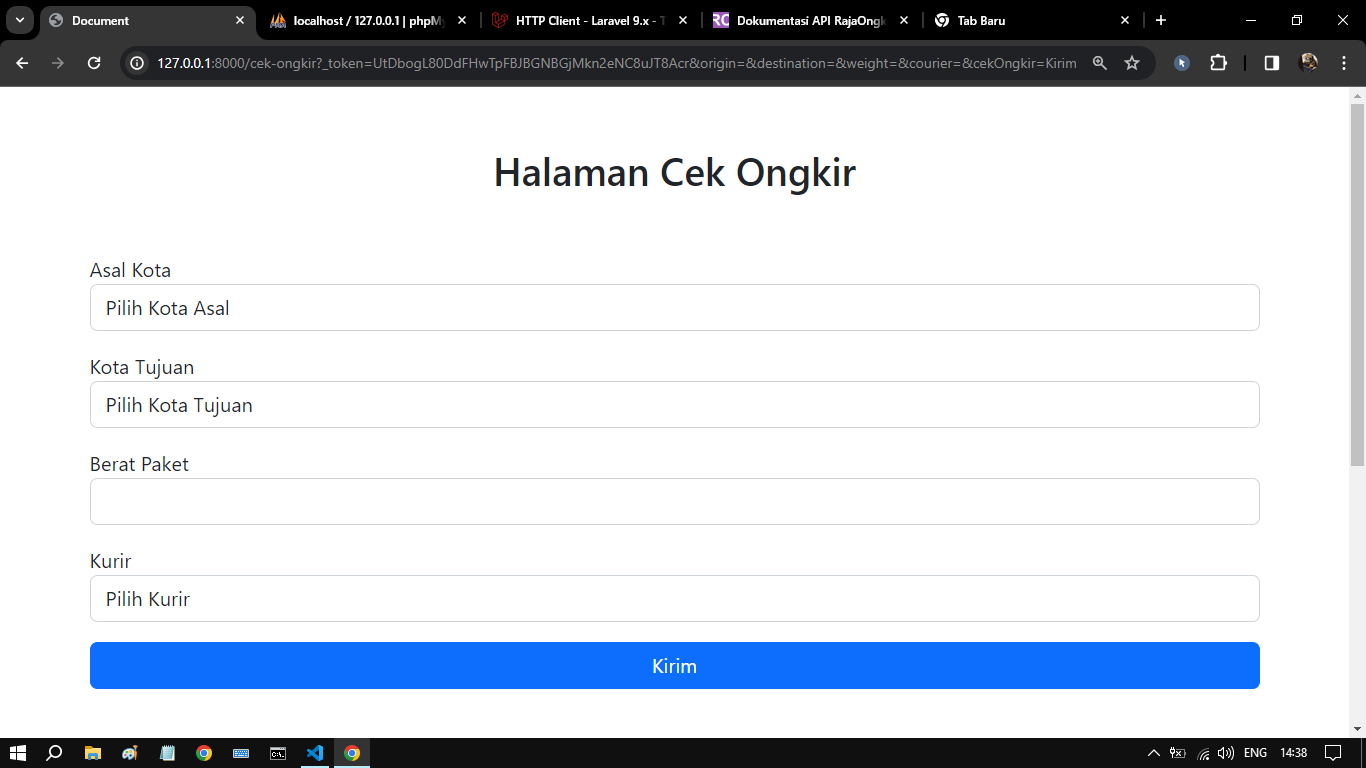 Document
localhost / 127.0.0.1 | phpMy
HTTP Client - Laravel 9.x - T
RC
Dokumentasi API RajaOngk
Tab Baru
127.0.0.1:8000/cek-ongkir?_token=UtDbogL80DdFHwTpFBJBGNBGjMkn2eNC8uJT8Acr&origin=&destination=&weight=&courier=&cekOngkir=Kirim
Halaman Cek Ongkir
Asal Kota
Pilih Kota Asal
Kota Tujuan
Pilih Kota Tujuan
Berat Paket
Kurir
Pilih Kurir
Kirim
ENG
14:38